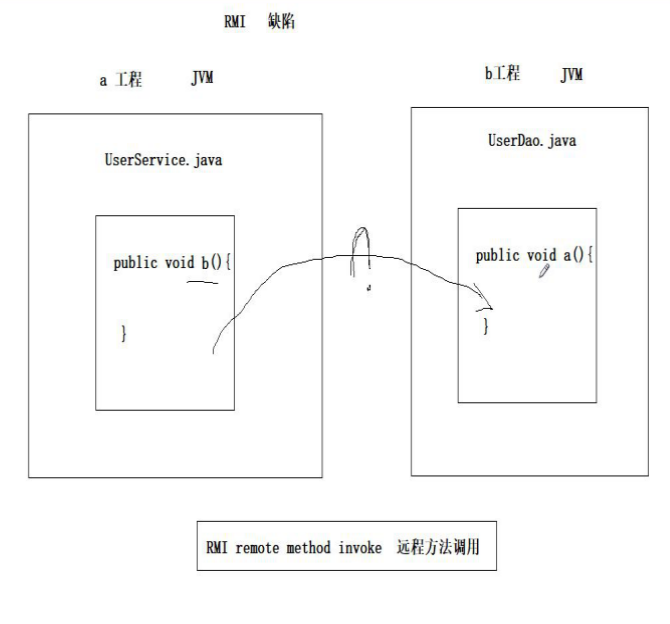 RMI 缺陷
a 工程 JVM
b工程 JVM
UserService.java
UserDao.java
public void b(){
}
public void a(){
}
RMI remote method invoke 远程方法调用